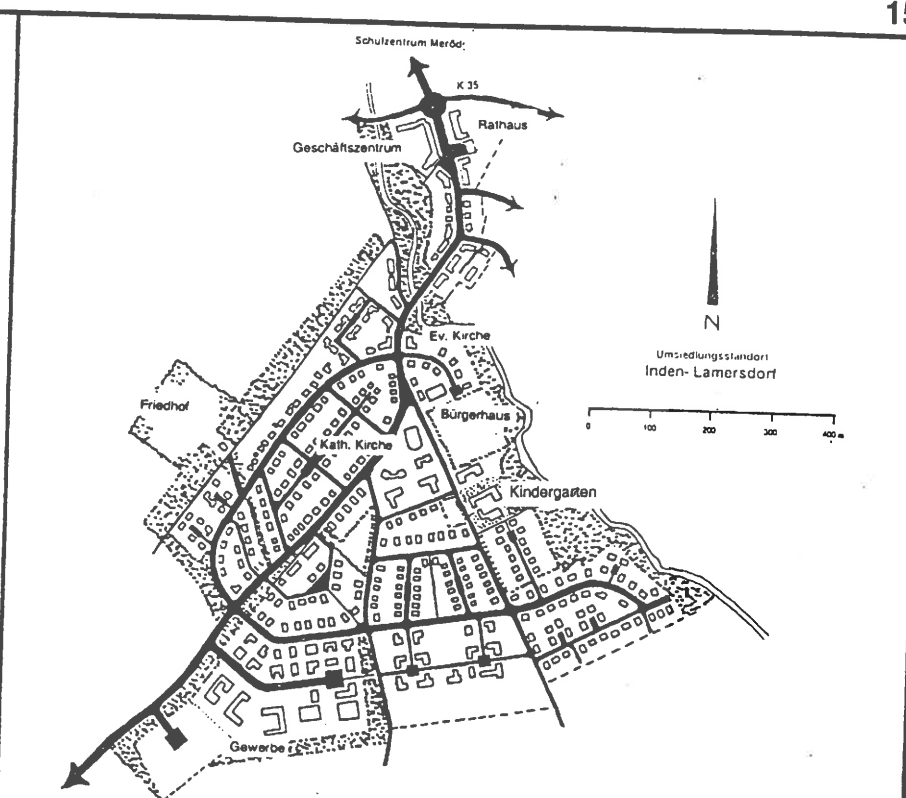 15
Schulzentrum Meröd
K 35
Rathaus
Geschäftszentrum
N
Ev. Kirche
Umsiedlungsstandort
Inden- Lamersdorf
Friedhof
Bürgerhaus
0 100 200 300 400 m
Kath. Kirche
Kindergarten
Gewerbe